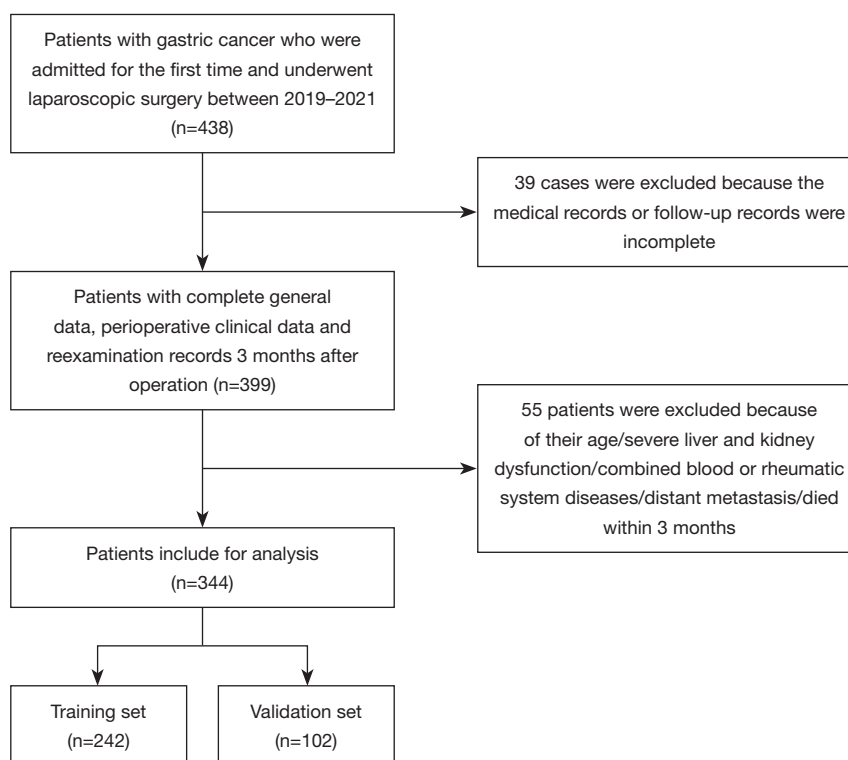 Patients with gastric cancer who were
admitted for the first time and underwent
laparoscopic surgery between 2019–2021
(n=438)
39 cases were excluded because the
medical records or follow-up records were
incomplete
Patients with complete general
data, perioperative clinical data and
reexamination records 3 months after
operation (n=399)
55 patients were excluded because
of their age/severe liver and kidney
dysfunction/combined blood or rheumatic
system diseases/distant metastasis/died
within 3 months
Patients include for analysis
(n=344)
Training set
(n=242)
Validation set
(n=102)